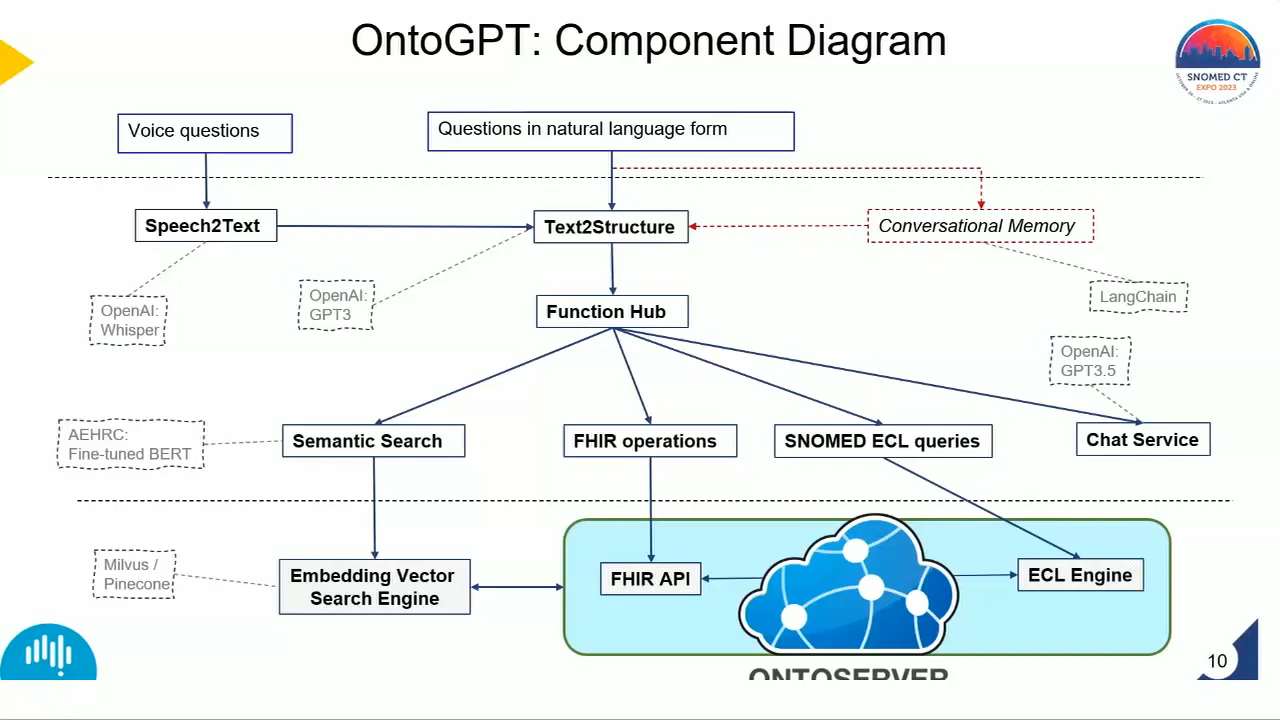 OntoGPT: Component Diagram
SNOMED CT
EXPO 2023
Voice questions
Questions in natural language form
Speech2Text
Text2Structure
Conversational Memory
OpenAI:
Whisper
OpenAI:
GPT3
LangChain
Function Hub
OpenAI:
GPT3.5
AEHRC:
Fine-tuned BERT
Semantic Search
FHIR operations
SNOMED ECL queries
Chat Service
Milvus /
Pinecone
Embedding Vector
Search Engine
FHIR API
ECL Engine
ONTOSERVER
10